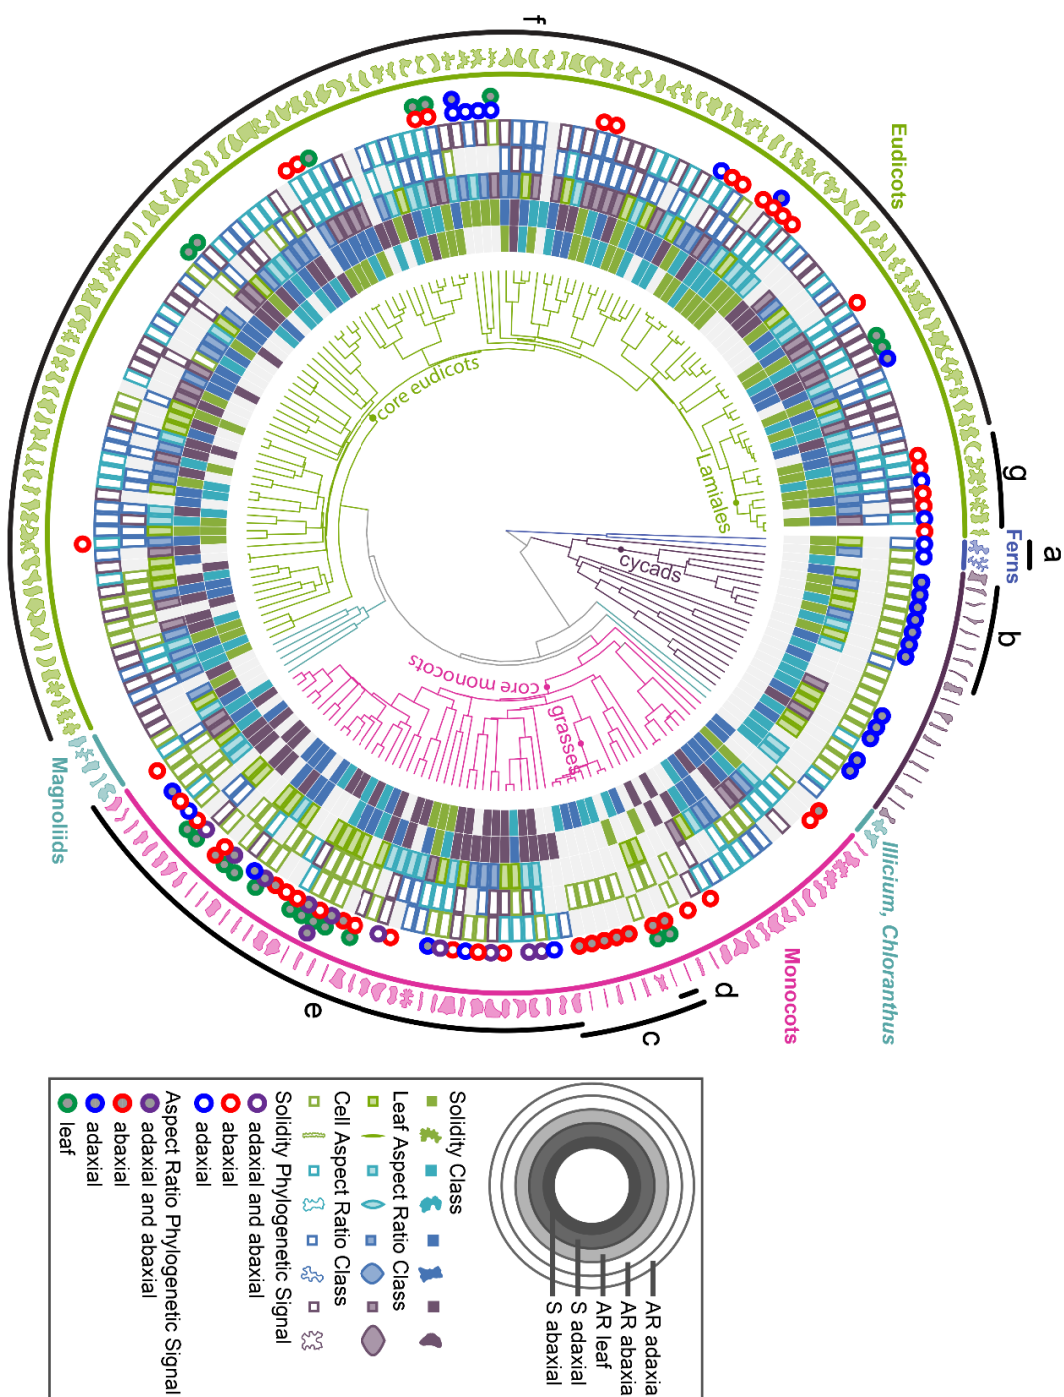 f
Eudicots
g
a
Ferns
b
core eudicots
Lamiales
cycads
core monocots
grasses
Illicium, Chloranthus
Monocots
Magnoliids
d
c
e
AR adaxia
AR abaxia
AR leaf
S adaxial
S abaxial
Solidity Class
Leaf Aspect Ratio Class
Cell Aspect Ratio Class
Solidity Phylogenetic Signal
adaxial and abaxial
abaxial
adaxial
Aspect Ratio Phylogenetic Signal
adaxial and abaxial
abaxial
adaxial
leaf